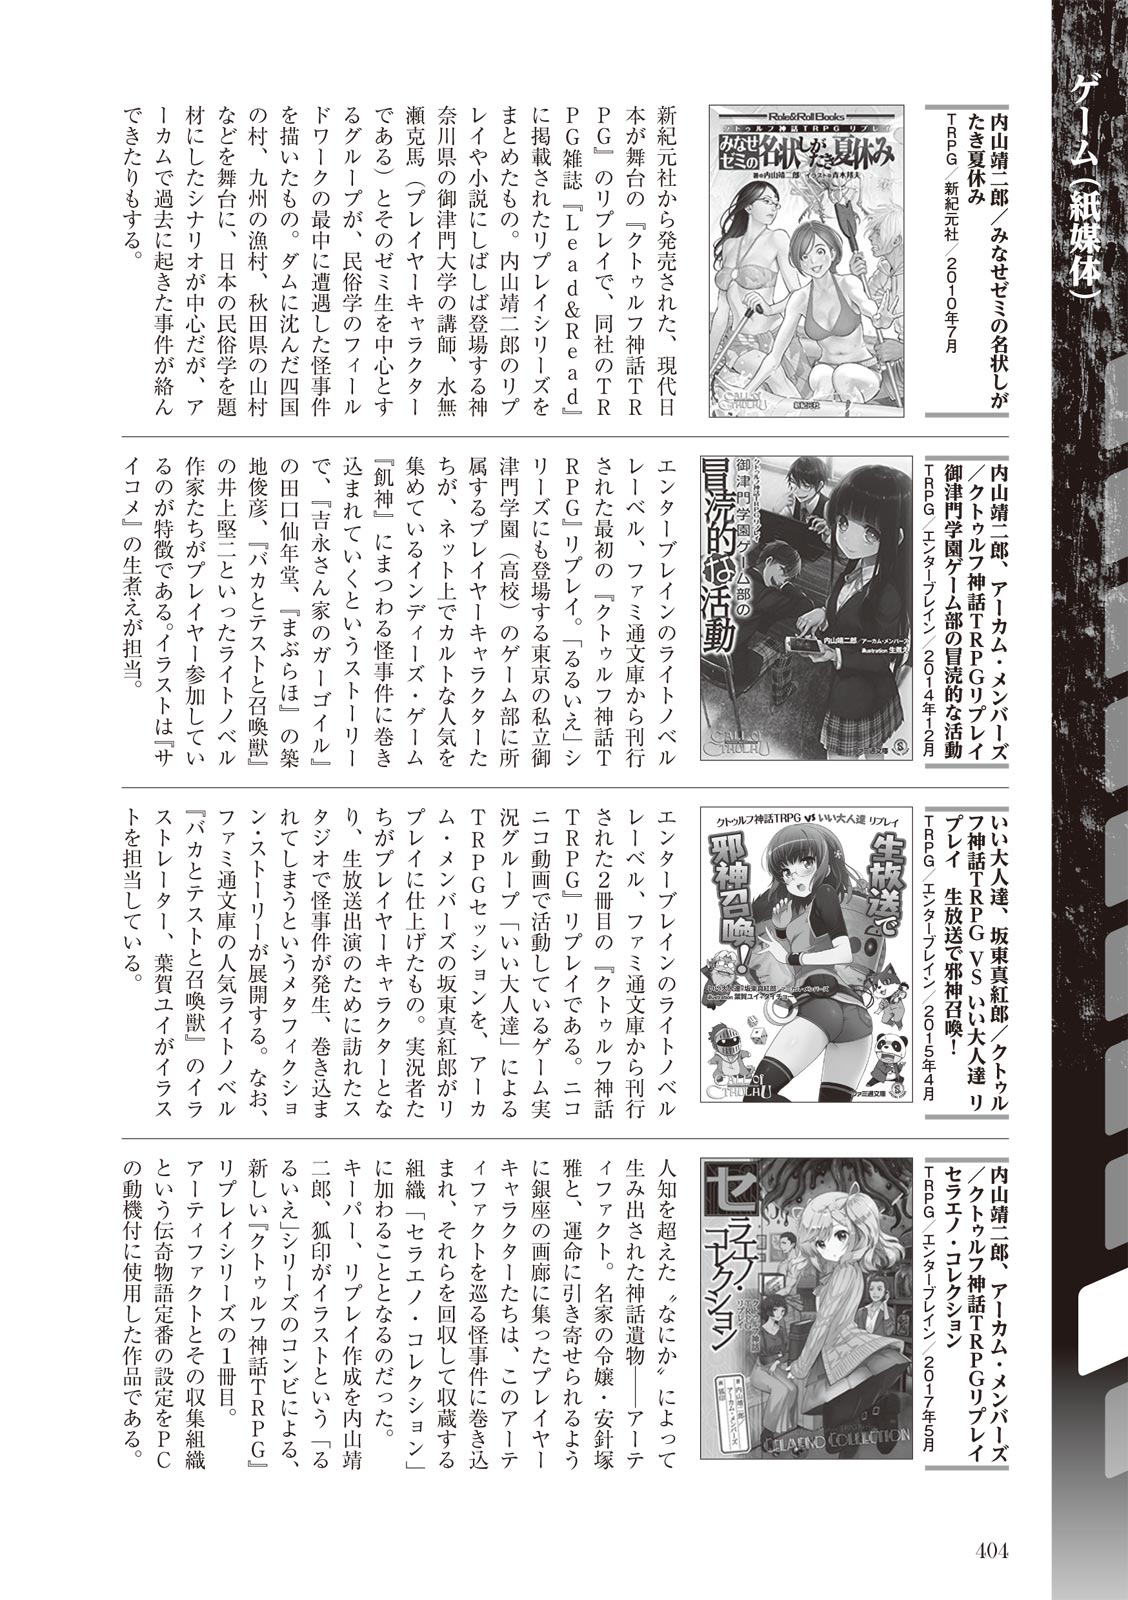 ゲーム（紙媒体）
内山靖二郎／みなせゼミの名状しが
たき夏休み
TRPG／新紀元社／2010年7月
Role&Roll Books
クトゥルフ神話TRPGリプレイ
みなせゼミの名状しがたき夏休み
著◎内山靖二郎 イラスト◎青木邦夫
CALL OF CTHULHU
新紀元社
新紀元社から発売された、現代日
本が舞台の『クトゥルフ神話T
RPG』のリプレイで、同社のTR
PG雑誌『Lead&Read』
に掲載されたリプレイシリーズを
まとめたもの。内山靖二郎のリプ
レイや小説にしばしば登場する神
奈川県の御津門大学の講師、水無
瀬克馬（プレイヤーキャラクター
である）とそのゼミ生を中心とす
るグループが、民俗学のフィール
ドワークの最中に遭遇した怪事件
を描いたもの。ダムに沈んだ四国
の村、九州の漁村、秋田県の山村
などを舞台に、日本の民俗学を題
材にしたシナリオが中心だが、ア
ーカムで過去に起きた事件が絡ん
できたりもする。
内山靖二郎、アーカム・メンバーズ
／クトゥルフ神話TRPGリプレイ
御津門学園ゲーム部の冒涜的な活動
TRPG／エンターブレイン／2014年12月
クトゥルフ神話TRPGリプレイ
御津門学園ゲーム部の
冒涜的な活動
内山靖二郎／アーカム・メンバーズ
illustration 生煮え
CALL OF CTHULHU
ファミ通文庫
エンターブレインのライトノベル
レーベル、ファミ通文庫から刊行
された最初の『クトゥルフ神話T
RPG』リプレイ。「るるいえ」シ
リーズにも登場する東京の私立御
津門学園（高校）のゲーム部に所
属するプレイヤーキャラクターた
ちが、ネット上でカルトな人気を
集めているインディーズ・ゲーム
『飢神』にまつわる怪事件に巻き
込まれていくというストーリー
で、『吉永さん家のガーゴイル』
の田口仙年堂、『まぶらほ』の築
地俊彦、『バカとテストと召喚獣』
の井上堅二といったライトノベル
作家たちがプレイヤー参加してい
るのが特徴である。イラストは『サ
イコメ』の生煮えが担当。
いい大人達、坂東真紅郎／クトゥル
フ神話TRPG VS いい大人達 リ
プレイ 生放送で邪神召喚！
TRPG／エンターブレイン／2015年4月
クトゥルフ神話TRPG VS いい大人達 リプレイ
生放送で
邪神召喚！
いい大人達+坂東真紅郎／アーカム・メンバーズ
illustration 葉賀ユイ+タイチョー
CALL OF CTHULHU
ファミ通文庫
エンターブレインのライトノベル
レーベル、ファミ通文庫から刊行
された2冊目の『クトゥルフ神話
TRPG』リプレイである。ニコ
ニコ動画で活動しているゲーム実
況グループ「いい大人達」による
TRPGセッションを、アーカ
ム・メンバーズの坂東真紅郎がリ
プレイに仕上げたもの。実況者た
ちがプレイヤーキャラクターとな
り、生放送出演のために訪れたス
タジオで怪事件が発生、巻き込ま
れてしまうというメタフィクショ
ン・ストーリーが展開する。なお、
ファミ通文庫の人気ライトノベル
『バカとテストと召喚獣』のイラ
ストレーター、葉賀ユイがイラス
トを担当している。
内山靖二郎、アーカム・メンバーズ
／クトゥルフ神話TRPGリプレイ
セラエノ・コレクション
TRPG／エンターブレイン／2017年5月
セラエノ・コレクション
クトゥルフ神話TRPGリプレイ
著 内山靖二郎
アーカム・メンバーズ
画 狐印
CELAENO COLLECTION
人知を超えた〝なにか〟によって
生み出された神話遺物――アーテ
ィファクト。名家の令嬢・安針塚
雅と、運命に引き寄せられるよう
に銀座の画廊に集ったプレイヤー
キャラクターたちは、このアーテ
ィファクトを巡る怪事件に巻き込
まれ、それらを回収して収蔵する
組織「セラエノ・コレクション」
に加わることとなるのだった。
キーパー、リプレイ作成を内山靖
二郎、狐印がイラストという「る
るいえ」シリーズのコンビによる、
新しい『クトゥルフ神話TRPG』
リプレイシリーズの1冊目。
アーティファクトとその収集組織
という伝奇物語定番の設定をPC
の動機付に使用した作品である。
404